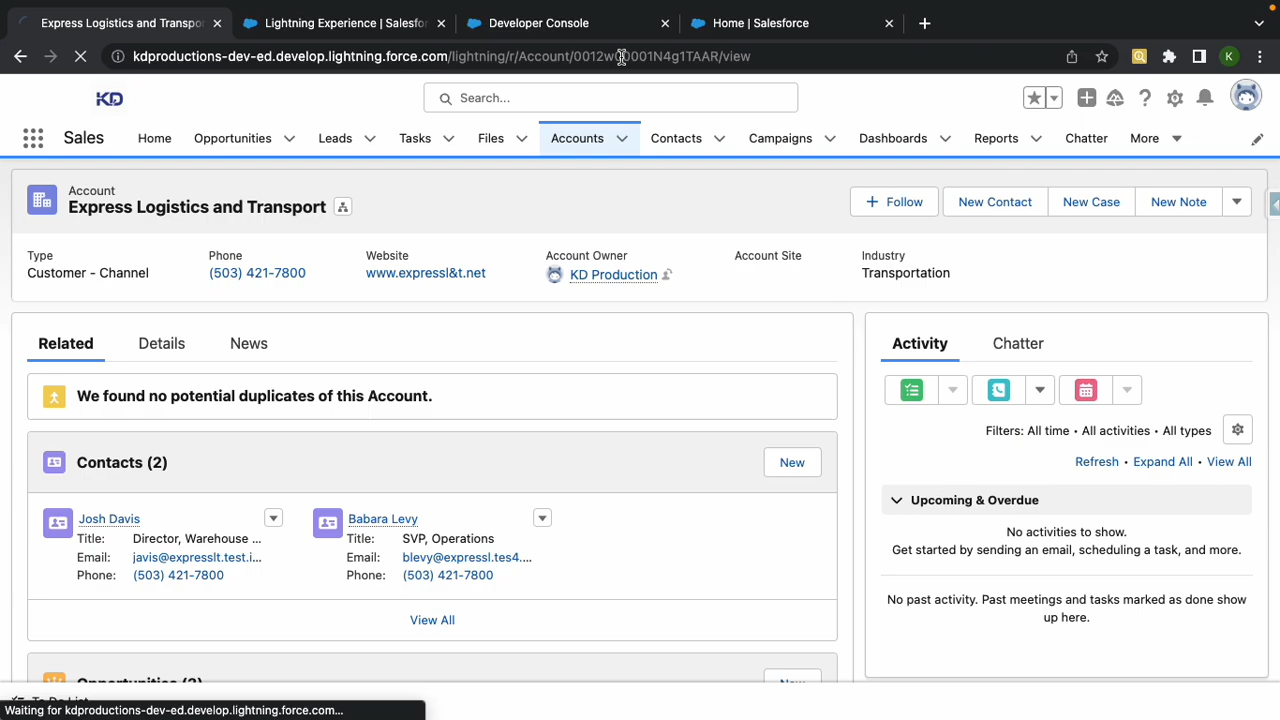 Express Logistics and Transpor
Lightning Experience | Salesfor
Developer Console
Home | Salesforce
kdproductions-dev-ed.develop.lightning.force.com/lightning/r/Account/0012w00001N4g1TAAR/view
K
KD
Search...
Sales
Home
Opportunities
Leads
Tasks
Files
Accounts
Contacts
Campaigns
Dashboards
Reports
Chatter
More
Account
Express Logistics and Transport
Follow
New Contact
New Case
New Note
Type
Customer - Channel
Phone
(503) 421-7800
Website
www.expressl&t.net
Account Owner
KD Production
Account Site
Industry
Transportation
Related
Details
News
We found no potential duplicates of this Account.
Contacts (2)
New
Josh Davis
Title: Director, Warehouse ...
Email: javis@expresslt.test.i...
Phone: (503) 421-7800
Babara Levy
Title: SVP, Operations
Email: blevy@expressl.tes4....
Phone: (503) 421-7800
View All
Opportunities (3)
New
Activity
Chatter
Filters: All time • All activities • All types
Refresh • Expand All • View All
Upcoming & Overdue
No activities to show.
Get started by sending an email, scheduling a task, and more.
No past activity. Past meetings and tasks marked as done show
up here.
To Do List
Waiting for kdproductions-dev-ed.develop.lightning.force.com...